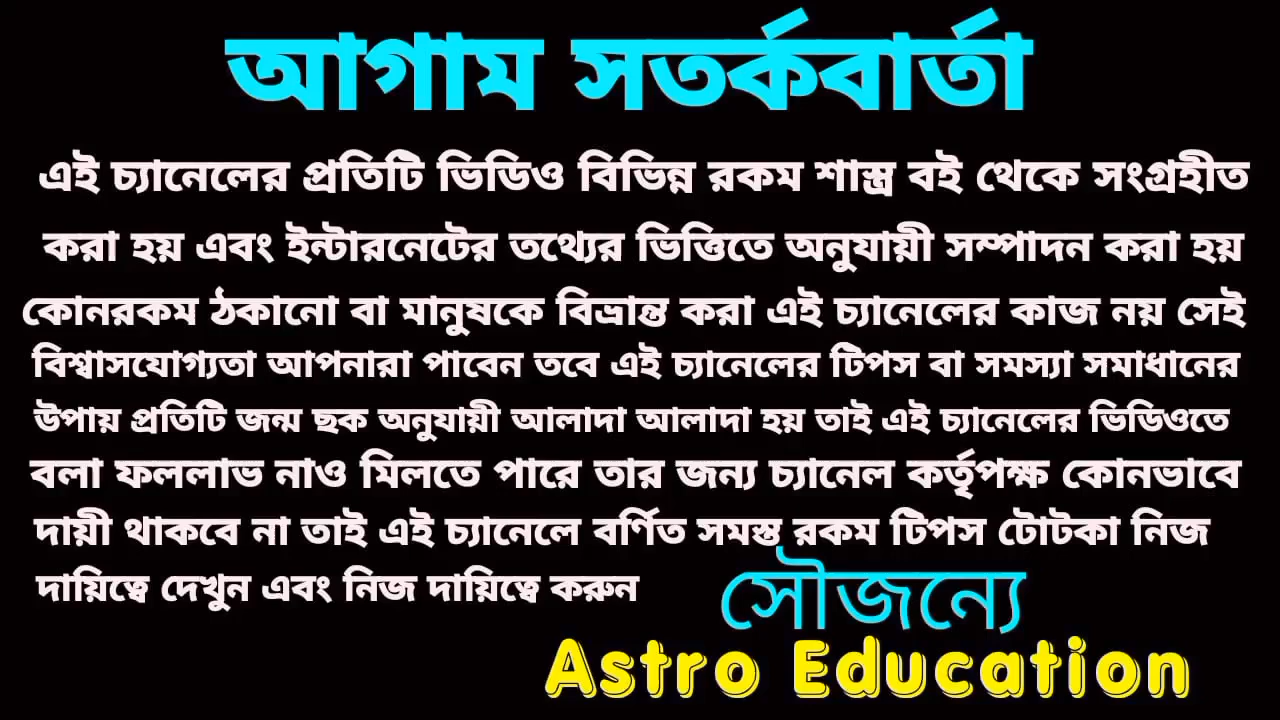 আগাম সতর্কবার্তা
এই চ্যানেলের প্রতিটি ভিডিও বিভিন্ন রকম শাস্ত্র বই থেকে সংগ্রহীত
করা হয় এবং ইন্টারনেটের তথ্যের ভিত্তিতে অনুযায়ী সম্পাদন করা হয়
কোনরকম ঠকানো বা মানুষকে বিভ্রান্ত করা এই চ্যানেলের কাজ নয় সেই
বিশ্বাসযোগ্যতা আপনারা পাবেন তবে এই চ্যানেলের টিপস বা সমস্যা সমাধানের
উপায় প্রতিটি জন্ম ছক অনুযায়ী আলাদা আলাদা হয় তাই এই চ্যানেলের ভিডিওতে
বলা ফললাভ নাও মিলতে পারে তার জন্য চ্যানেল কর্তৃপক্ষ কোনভাবে
দায়ী থাকবে না তাই এই চ্যানেলে বর্ণিত সমস্ত রকম টিপস টোটকা নিজ
দায়িত্বে দেখুন এবং নিজ দায়িত্বে করুন
সৌজন্যে
Astro Education